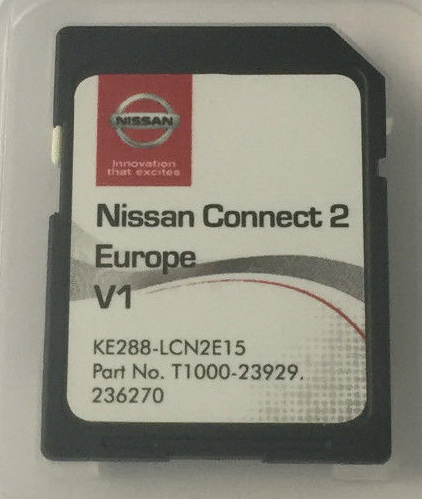 NISSAN
Innovation
that excites
Nissan Connect 2
Europe
V1
KE288-LCN2E15
Part No. T1000-23929.
236270